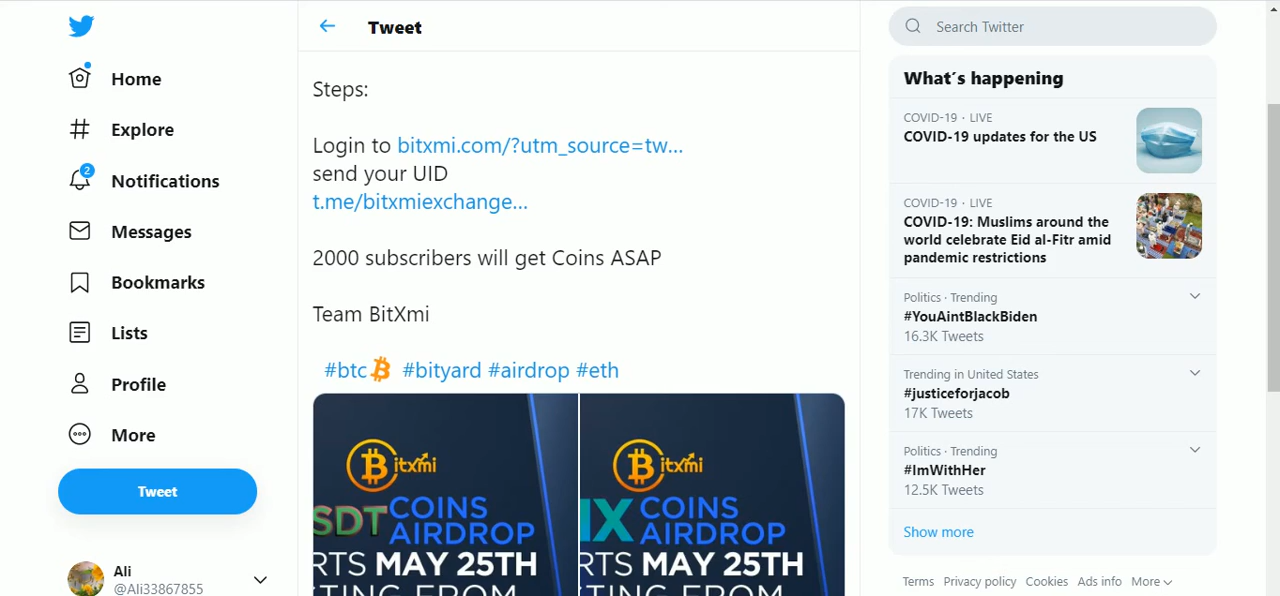 Home
Explore
2
Notifications
Messages
Bookmarks
Lists
Profile
More
Tweet
Ali
@Ali33867855
Tweet
Steps:
Login to bitxmi.com/?utm_source=tw...
send your UID
t.me/bitxmiexchange...
2000 subscribers will get Coins ASAP
Team BitXmi
#btc #bityard #airdrop #eth
Bitxmi
SDT COINS
AIRDROP
RTS MAY 25TH
TING FROM
Bitxmi
IX COINS
AIRDROP
RTS MAY 25TH
TING FROM
Search Twitter
What's happening
COVID-19 · LIVE
COVID-19 updates for the US
COVID-19 · LIVE
COVID-19: Muslims around the
world celebrate Eid al-Fitr amid
pandemic restrictions
Politics · Trending
#YouAintBlackBiden
16.3K Tweets
Trending in United States
#justiceforjacob
17K Tweets
Politics · Trending
#ImWithHer
12.5K Tweets
Show more
Terms Privacy policy Cookies Ads info More